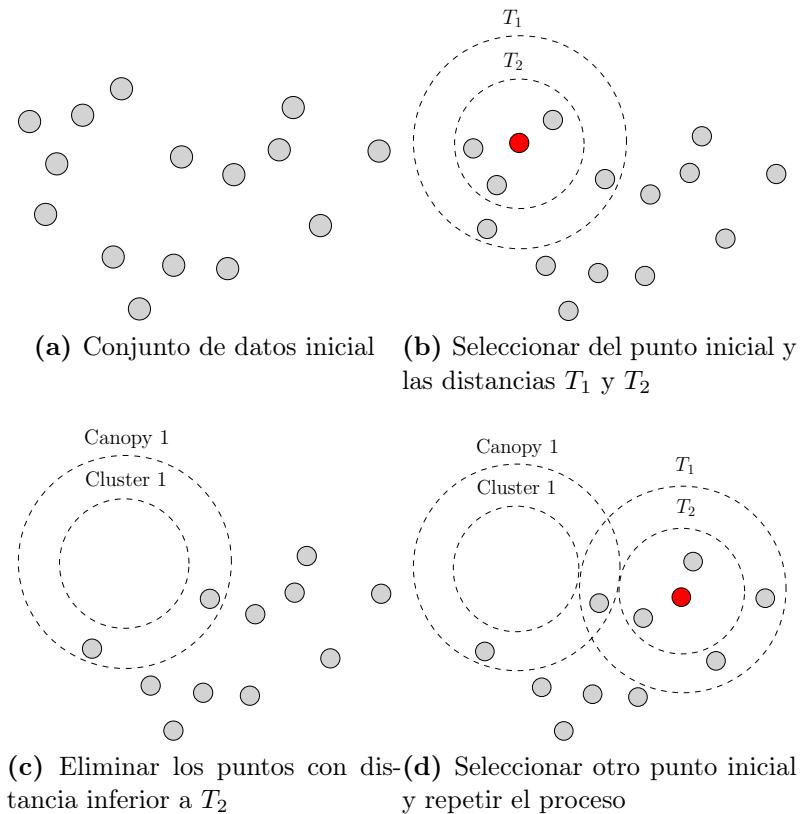 T₁
T₂
(a) Conjunto de datos inicial
(b) Seleccionar del punto inicial y
las distancias T₁ y T₂
Canopy 1
Cluster 1
(c) Eliminar los puntos con dis-
tancia inferior a T₂
Canopy 1
Cluster 1
T₁
T₂
(d) Seleccionar otro punto inicial
y repetir el proceso